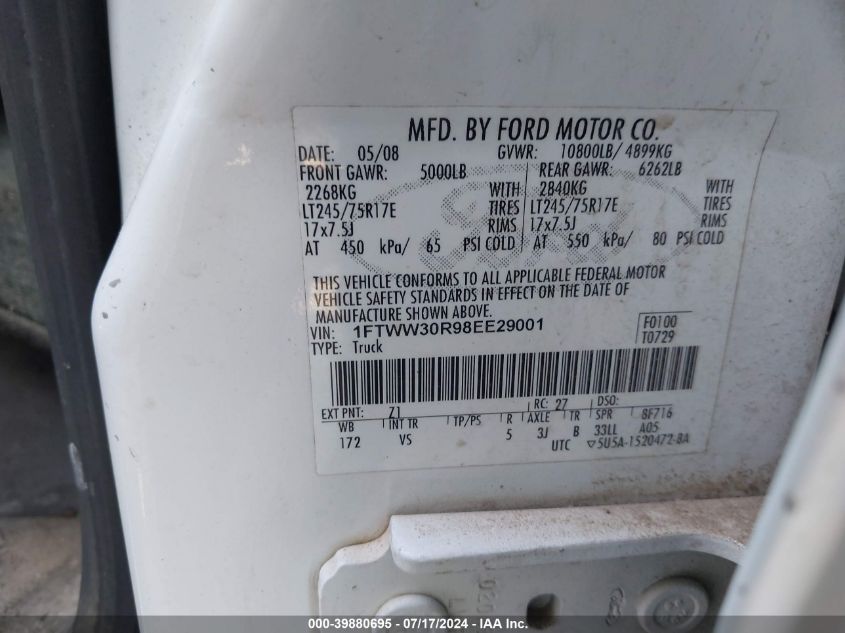 MFD. BY FORD MOTOR CO.
DATE: 05/08 GVWR: 10800LB/ 4899KG
FRONT GAWR: 5000LB REAR GAWR: 6262LB
2268KG WITH 2840KG WITH
LT245/75R17E TIRES LT245/75R17E TIRES
17x7.5J RIMS 17x7.5J RIMS
AT 450 kPa/ 65 PSI COLD AT 550 kPa/ 80 PSI COLD
THIS VEHICLE CONFORMS TO ALL APPLICABLE FEDERAL MOTOR
VEHICLE SAFETY STANDARDS IN EFFECT ON THE DATE OF
MANUFACTURE SHOWN ABOVE.
VIN: 1FTWW30R98EE29001 F0100
TYPE: Truck T0729
EXT PNT: Z1 RC: 27 DSO:
WB INT TR TP/PS R AXLE TR SPR 8F716
172 VS 5 3J B 33LL A05
UTC 5U5A-1520472-BA
000-39880695 / 07/17/2024 - IAA Inc.